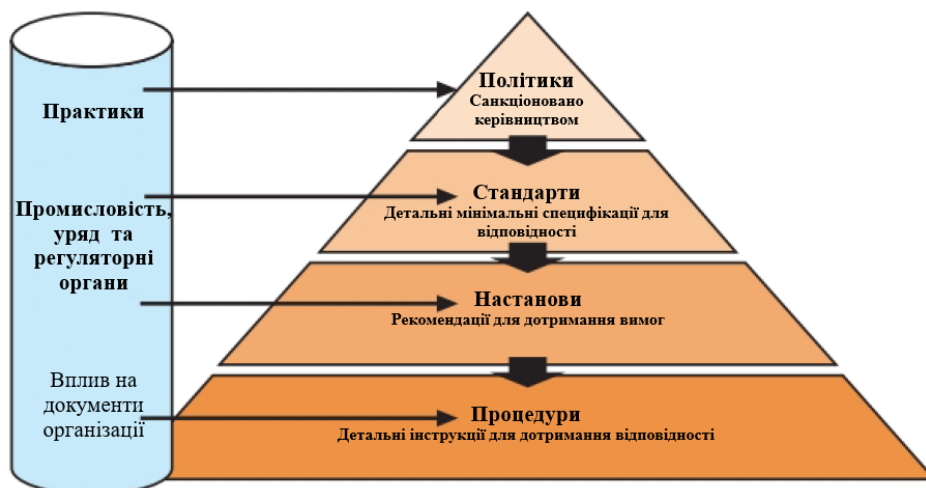 Практики
Промисловість,
уряд та
регуляторні
органи
Вплив на
документи
організації
Політики
Санкціоновано
керівництвом
Стандарти
Детальні мінімальні специфікації для
відповідності
Настанови
Рекомендації для дотримання вимог
Процедури
Детальні інструкції для дотримання відповідності